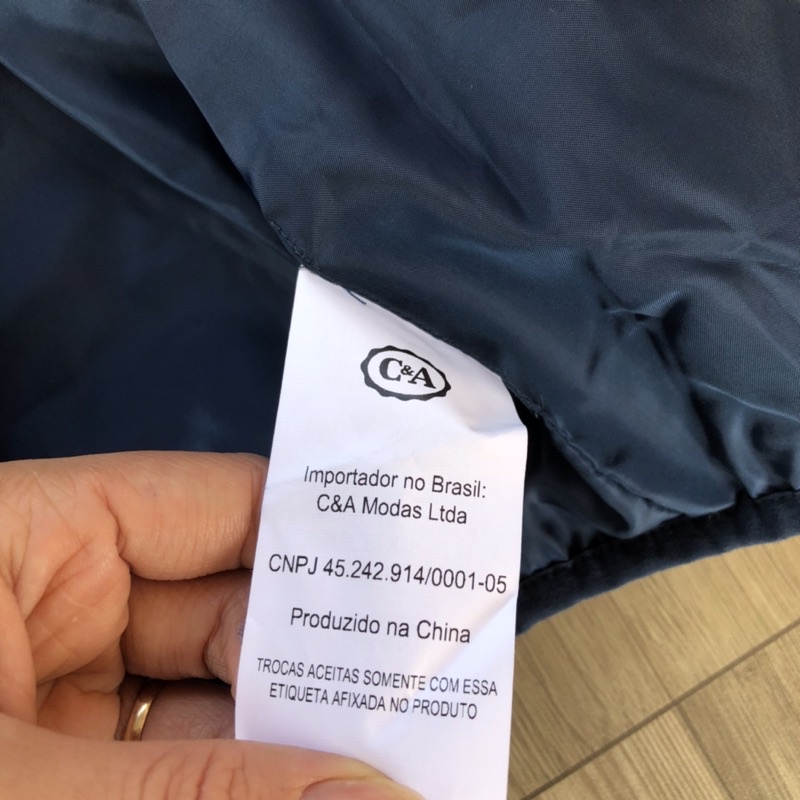 C&A
Importador no Brasil:
C&A Modas Ltda
CNPJ 45.242.914/0001-05
Produzido na China
TROCAS ACEITAS SOMENTE COM ESSA
ETIQUETA AFIXADA NO PRODUTO